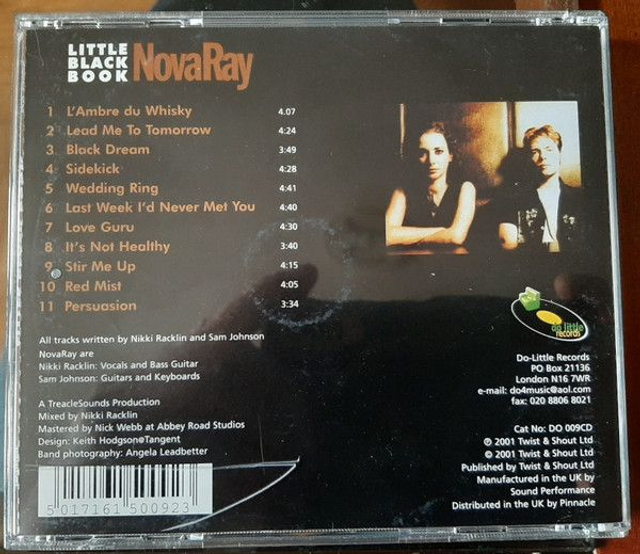 LITTLE
BLACK
BOOK
NovaRay
1 L'Ambre du Whisky 4.07
2 Lead Me To Tomorrow 4:24
3 Black Dream 3:49
4 Sidekick 4:28
5 Wedding Ring 4:41
6 Last Week I'd Never Met You 4:40
7 Love Guru 4:30
8 It's Not Healthy 3:40
9 Stir Me Up 4:15
10 Red Mist 4:05
11 Persuasion 3:34
All tracks written by Nikki Racklin and Sam Johnson
NovaRay are
Nikki Racklin: Vocals and Bass Guitar
Sam Johnson: Guitars and Keyboards
A TreacleSounds Production
Mixed by Nikki Racklin
Mastered by Nick Webb at Abbey Road Studios
Design: Keith Hodgson@Tangent
Band photography: Angela Leadbetter
5 017161 500923
do little
records
Do-Little Records
PO Box 21136
London N16 7WR
e-mail: do4music@aol.com
fax: 020 8806 8021
Cat No: DO 009CD
℗ 2001 Twist & Shout Ltd
© 2001 Twist & Shout Ltd
Published by Twist & Shout Ltd
Manufactured in the UK by
Sound Performance
Distributed in the UK by Pinnacle